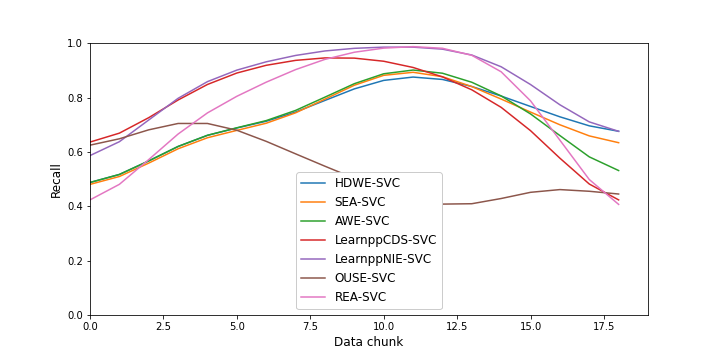 1.0
0.8
0.6
0.4
0.2
0.0
Recall
0.0 2.5 5.0 7.5 10.0 12.5 15.0 17.5
Data chunk
HDWE-SVC
SEA-SVC
AWE-SVC
LearnppCDS-SVC
LearnppNIE-SVC
OUSE-SVC
REA-SVC